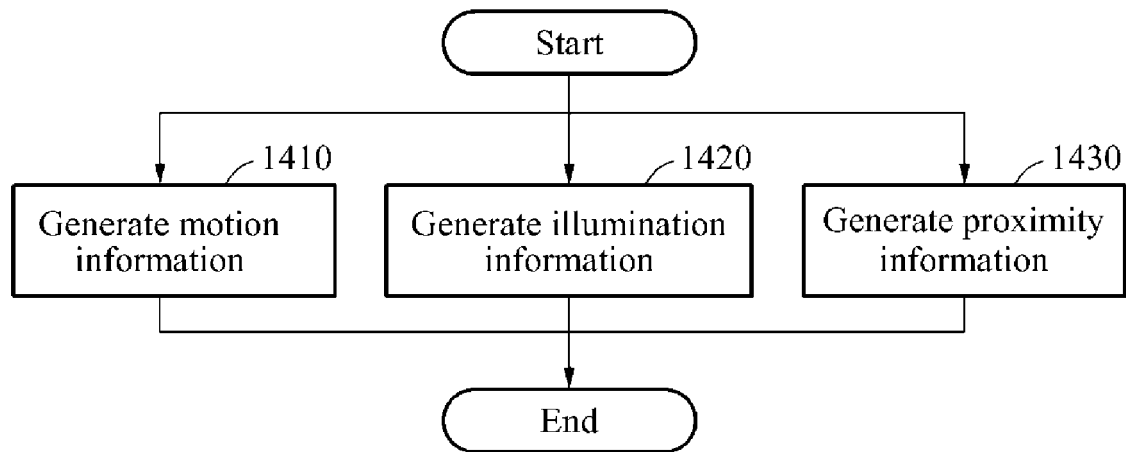 Start
1410
1420
1430
Generate motion
information
Generate illumination
information
Generate proximity
information
End